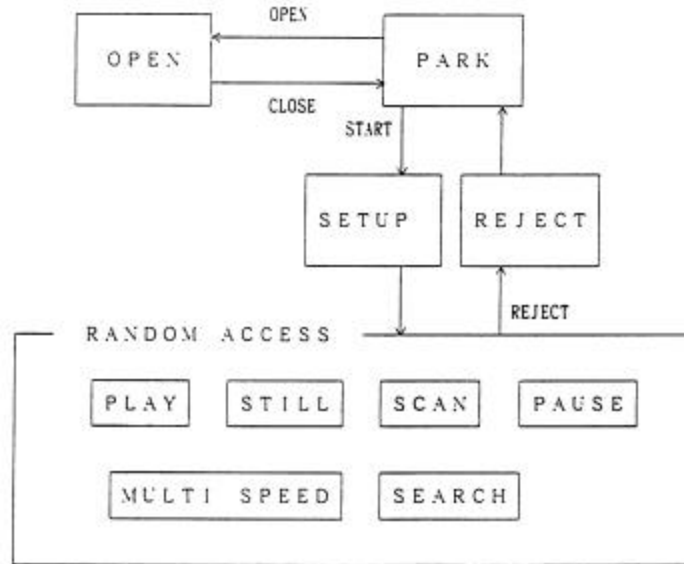 OPEN
OPEN
PARK
CLOSE
START
SETUP
REJECT
REJECT
RANDOM ACCESS
PLAY
STILL
SCAN
PAUSE
MULTI SPEED
SEARCH